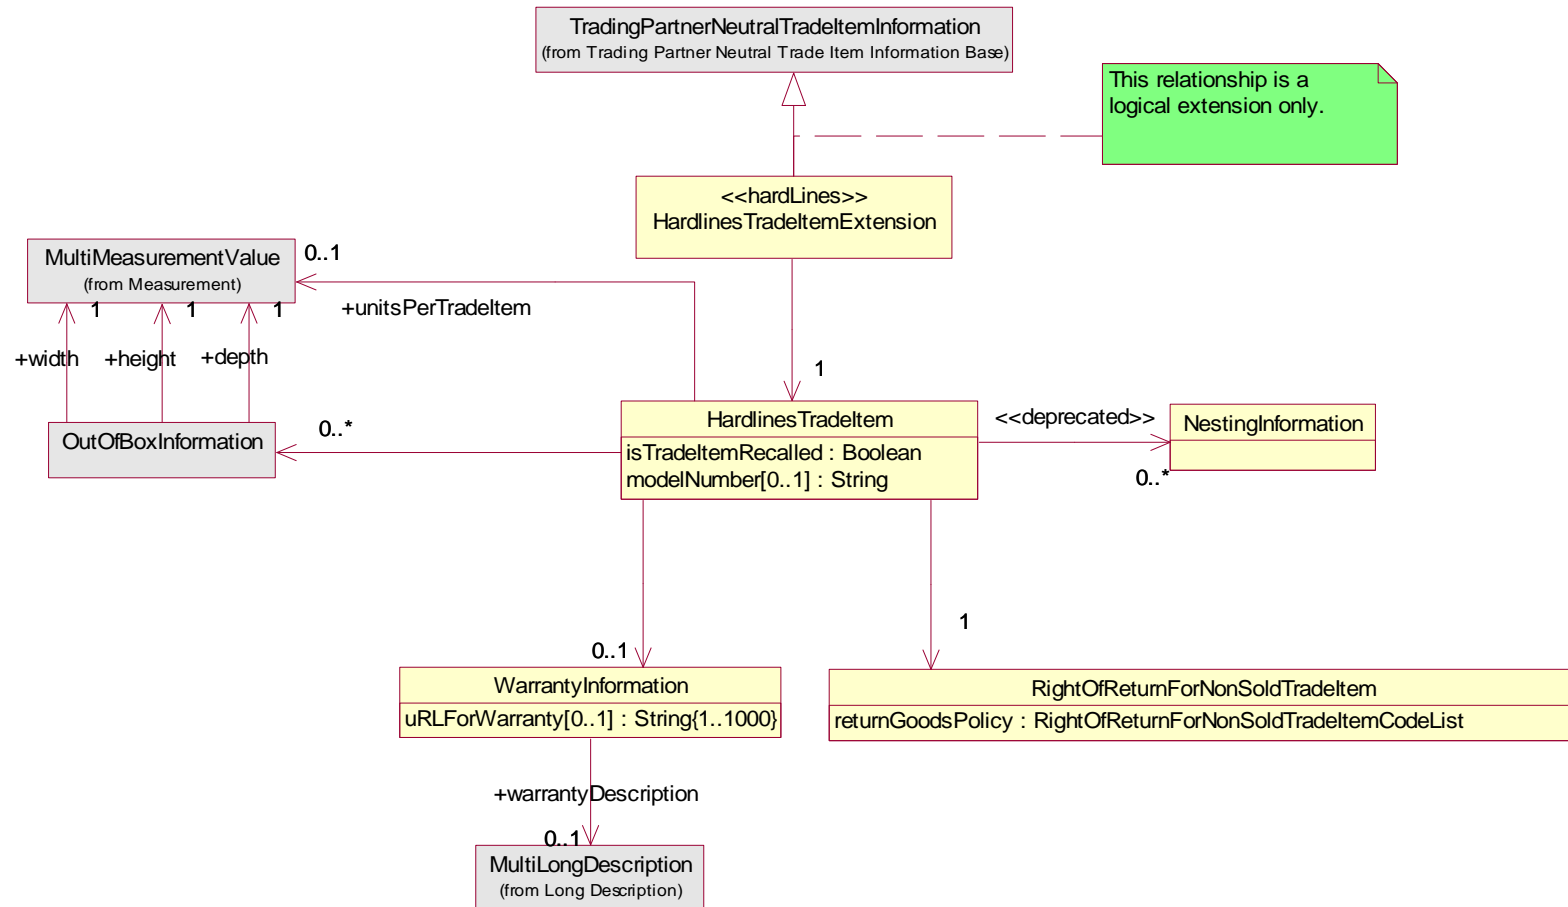 TradingPartnerNeutralTradeItemInformation
(from Trading Partner Neutral Trade Item Information Base)
This relationship is a
logical extension only.
<<hardLines>>
HardlinesTradeItemExtension
MultiMeasurementValue
(from Measurement)
0..1
+unitsPerTradeItem
1
1
1
+width
+height
+depth
1
OutOfBoxInformation
0..*
HardlinesTradeItem
isTradeItemRecalled : Boolean
modelNumber[0..1] : String
<<deprecated>>
0..*
NestingInformation
0..1
1
WarrantyInformation
uRLForWarranty[0..1] : String{1..1000}
RightOfReturnForNonSoldTradeItem
returnGoodsPolicy : RightOfReturnForNonSoldTradeItemCodeList
+warrantyDescription
0..1
MultiLongDescription
(from Long Description)